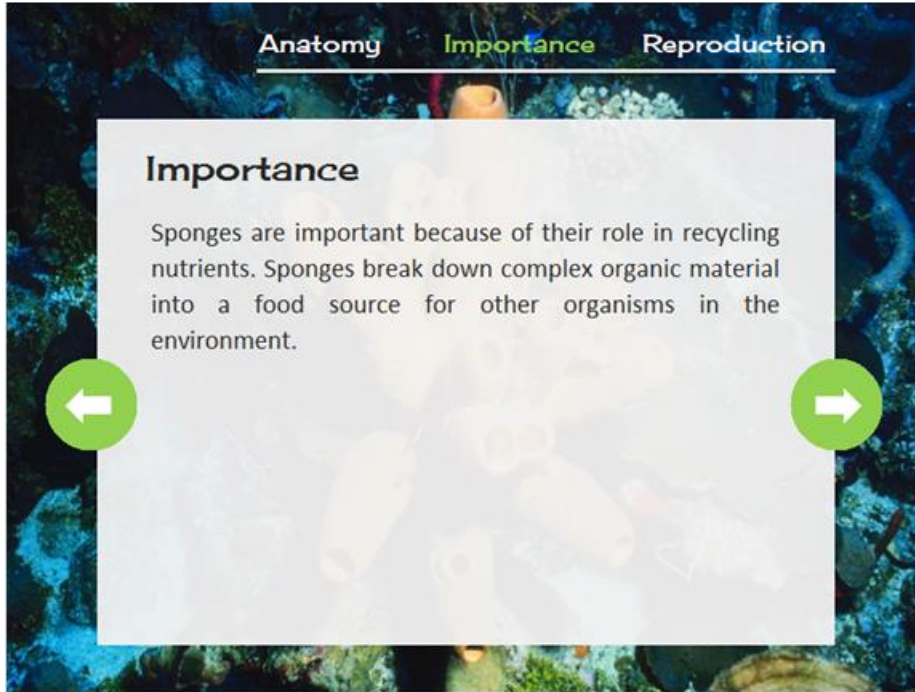 Anatomy Importance Reproduction
Importance
Sponges are important because of their role in recycling
nutrients. Sponges break down complex organic material
into a food source for other organisms in the
environment.